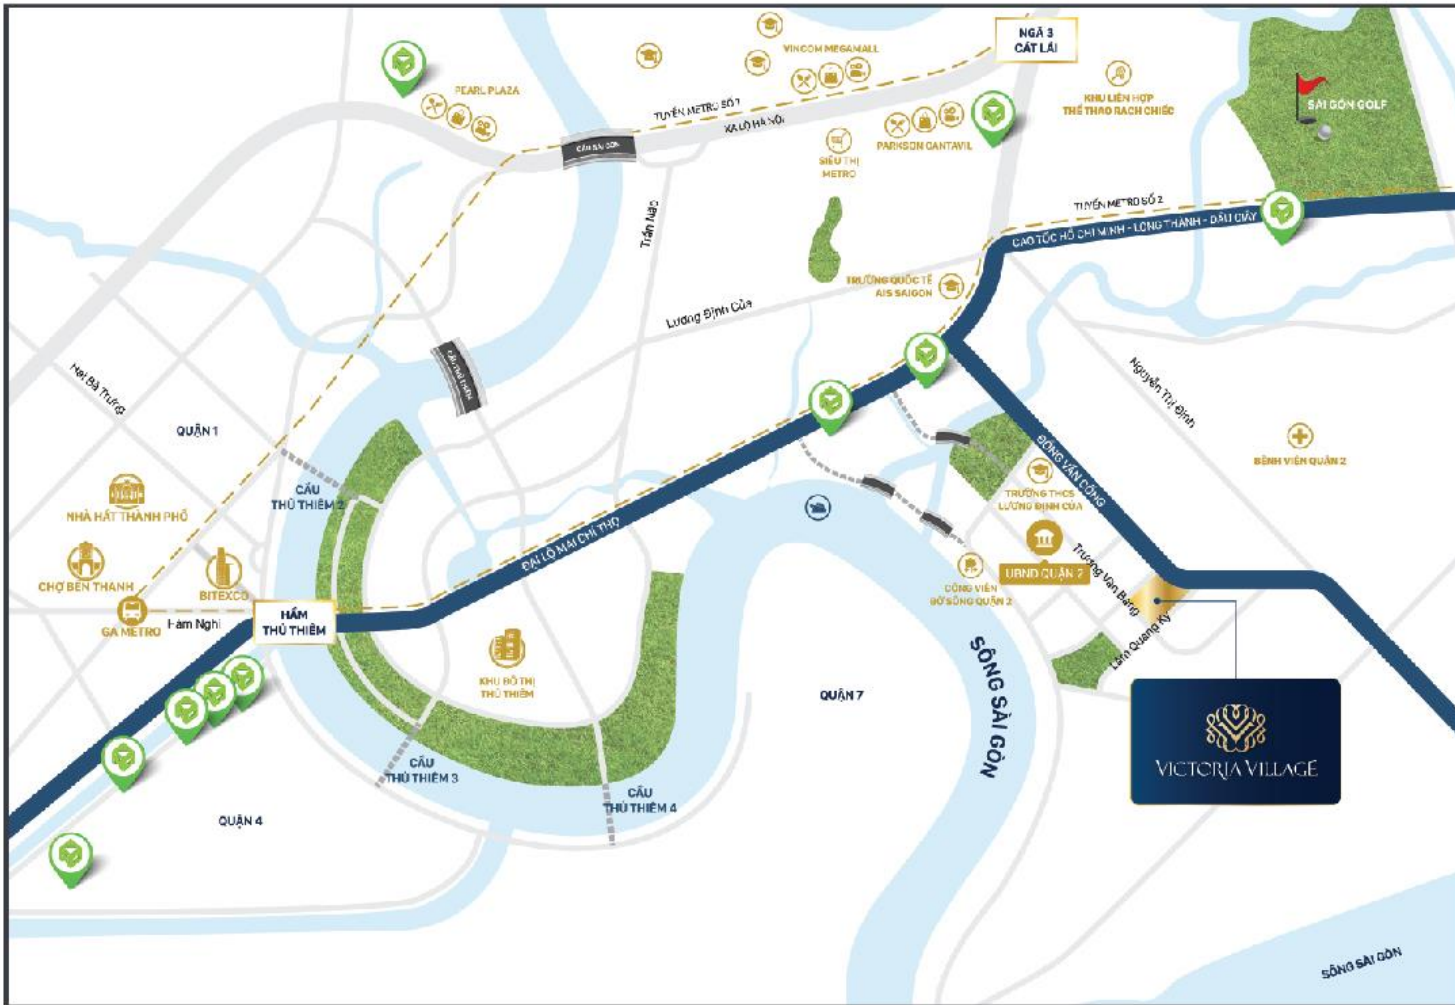 NGÃ 3
CÁT LÁI
VINCOM MEGAMALL
PEARL PLAZA
TUYẾN METRO SỐ 1
XA LỘ HÀ NỘI
CẦU SÀI GÒN
KHU LIÊN HỢP
THỂ THAO RẠCH CHIẾC
SÀI GÒN GOLF
SIÊU THỊ
METRO
PARKSON CANTAVIL
TUYẾN METRO SỐ 2
CAO TỐC HỒ CHÍ MINH - LONG THÀNH - DẦU GIÂY
Trần Não
TRƯỜNG QUỐC TẾ
AIS SAIGON
Lương Định Của
CẦU THỦ THIÊM
Hai Bà Trưng
Nguyễn Thị Định
QUẬN 1
BỆNH VIỆN QUẬN 2
ĐỒNG VĂN CỐNG
CẦU
THỦ THIÊM 2
TRƯỜNG THCS
LƯƠNG ĐỊNH CỦA
NHÀ HÁT THÀNH PHỐ
ĐẠI LỘ MAI CHÍ THỌ
CHỢ BẾN THÀNH
BITEXCO
UBND QUẬN 2
Trương Văn Bang
CÔNG VIÊN
BỜ SÔNG QUẬN 2
GA METRO
Hàm Nghi
HẦM
THỦ THIÊM
Lâm Quang Ky
KHU ĐÔ THỊ
THỦ THIÊM
QUẬN 7
SÔNG SÀI GÒN
VICTORIA VILLAGE
CẦU
THỦ THIÊM 3
CẦU
THỦ THIÊM 4
QUẬN 4
SÔNG SÀI GÒN